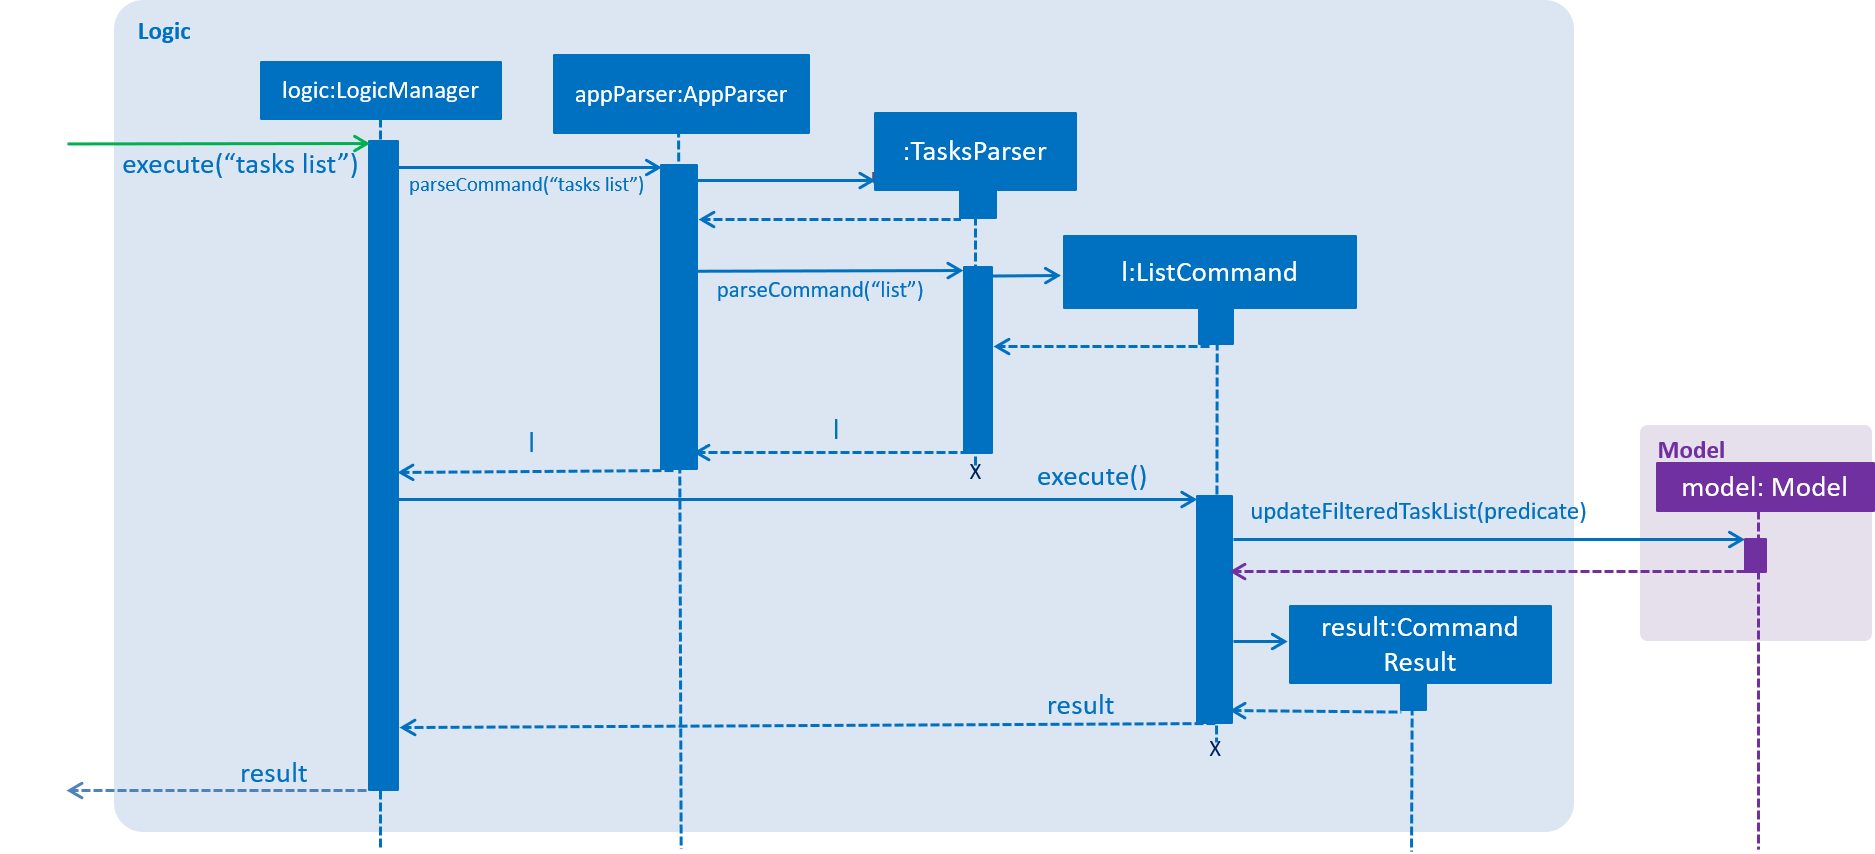 Logic
logic:LogicManager
appParser:AppParser
:TasksParser
execute(“tasks list”)
parseCommand(“tasks list”)
l:ListCommand
parseCommand(“list”)
l
l
X
execute()
Model
model: Model
updateFilteredTaskList(predicate)
result:Command
Result
result
X
result